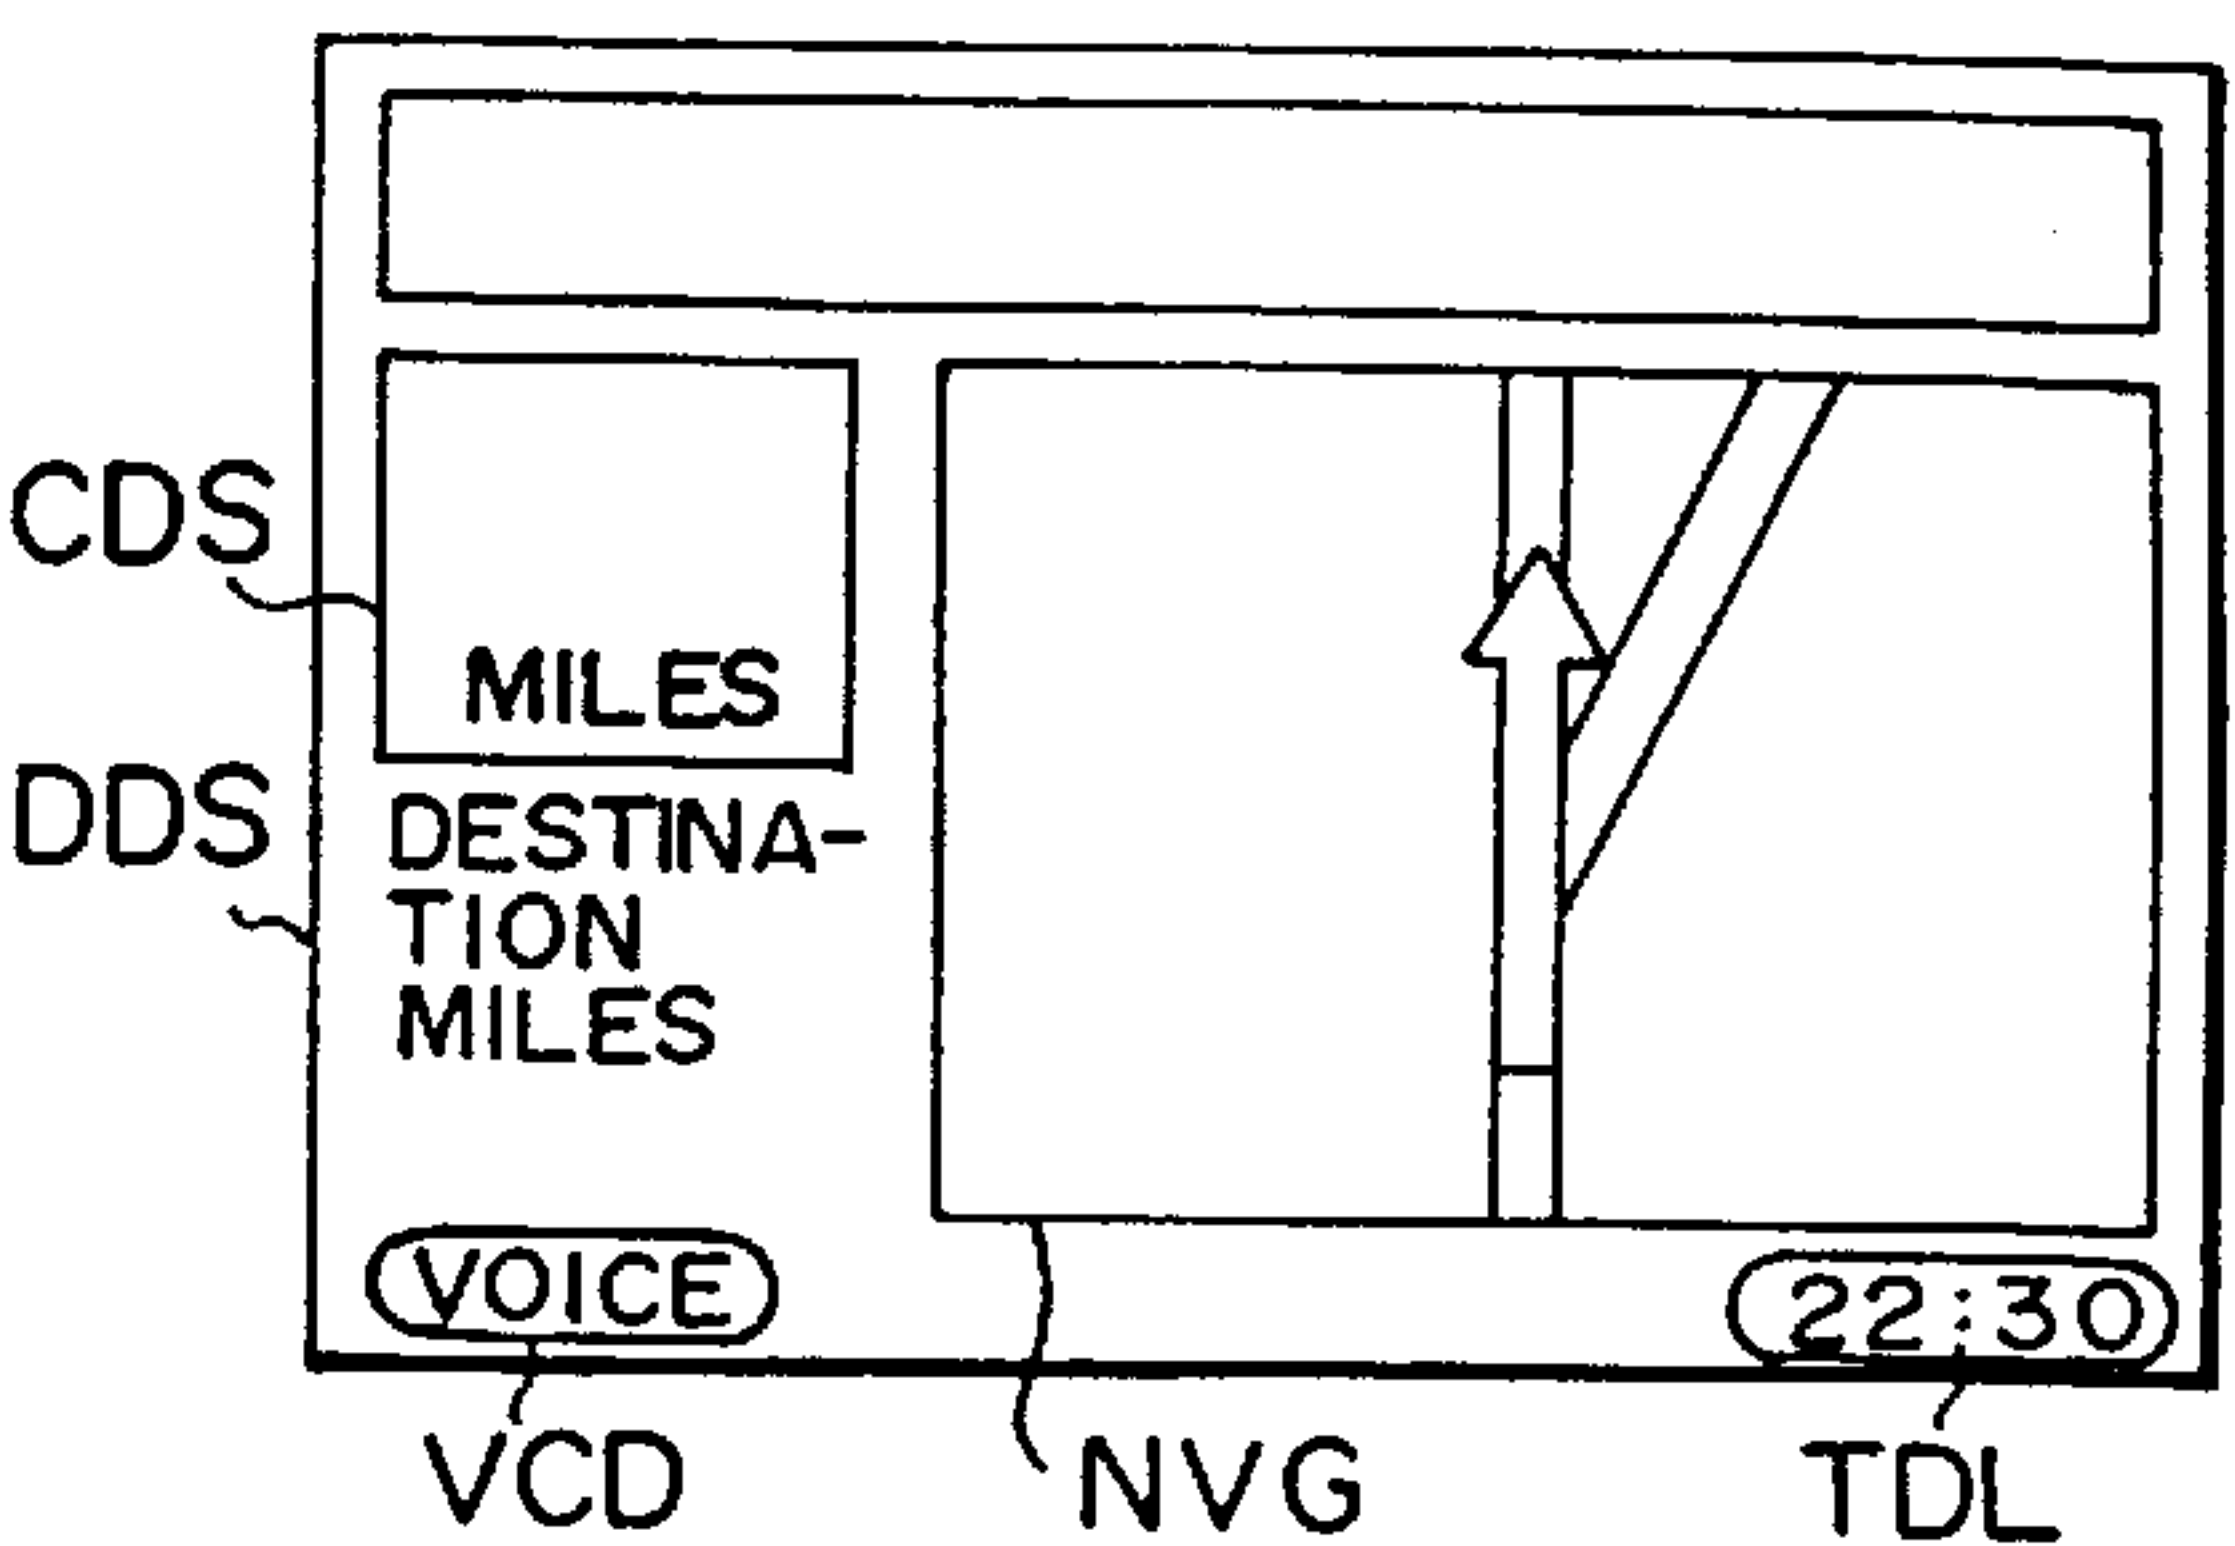 CDS
MILES
DDS
DESTINA-
TION
MILES
VOICE
22:30
VCD
NVG
TDL